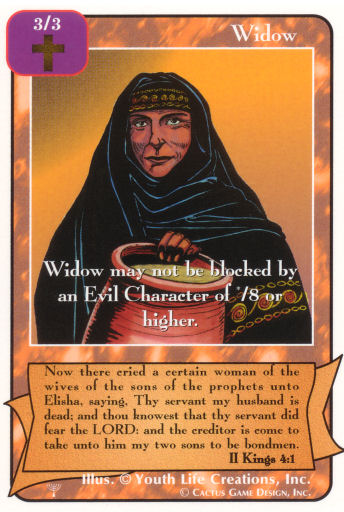 3/3
Widow
Widow may not be blocked by
an Evil Character of */8 or
higher.
Now there cried a certain woman of the
wives of the sons of the prophets unto
Elisha, saying, Thy servant my husband is
dead; and thou knowest that thy servant did
fear the LORD: and the creditor is come to
take unto him my two sons to be bondmen.
II Kings 4:1
Illus. © Youth Life Creations, Inc.
© Cactus Game Design, Inc.